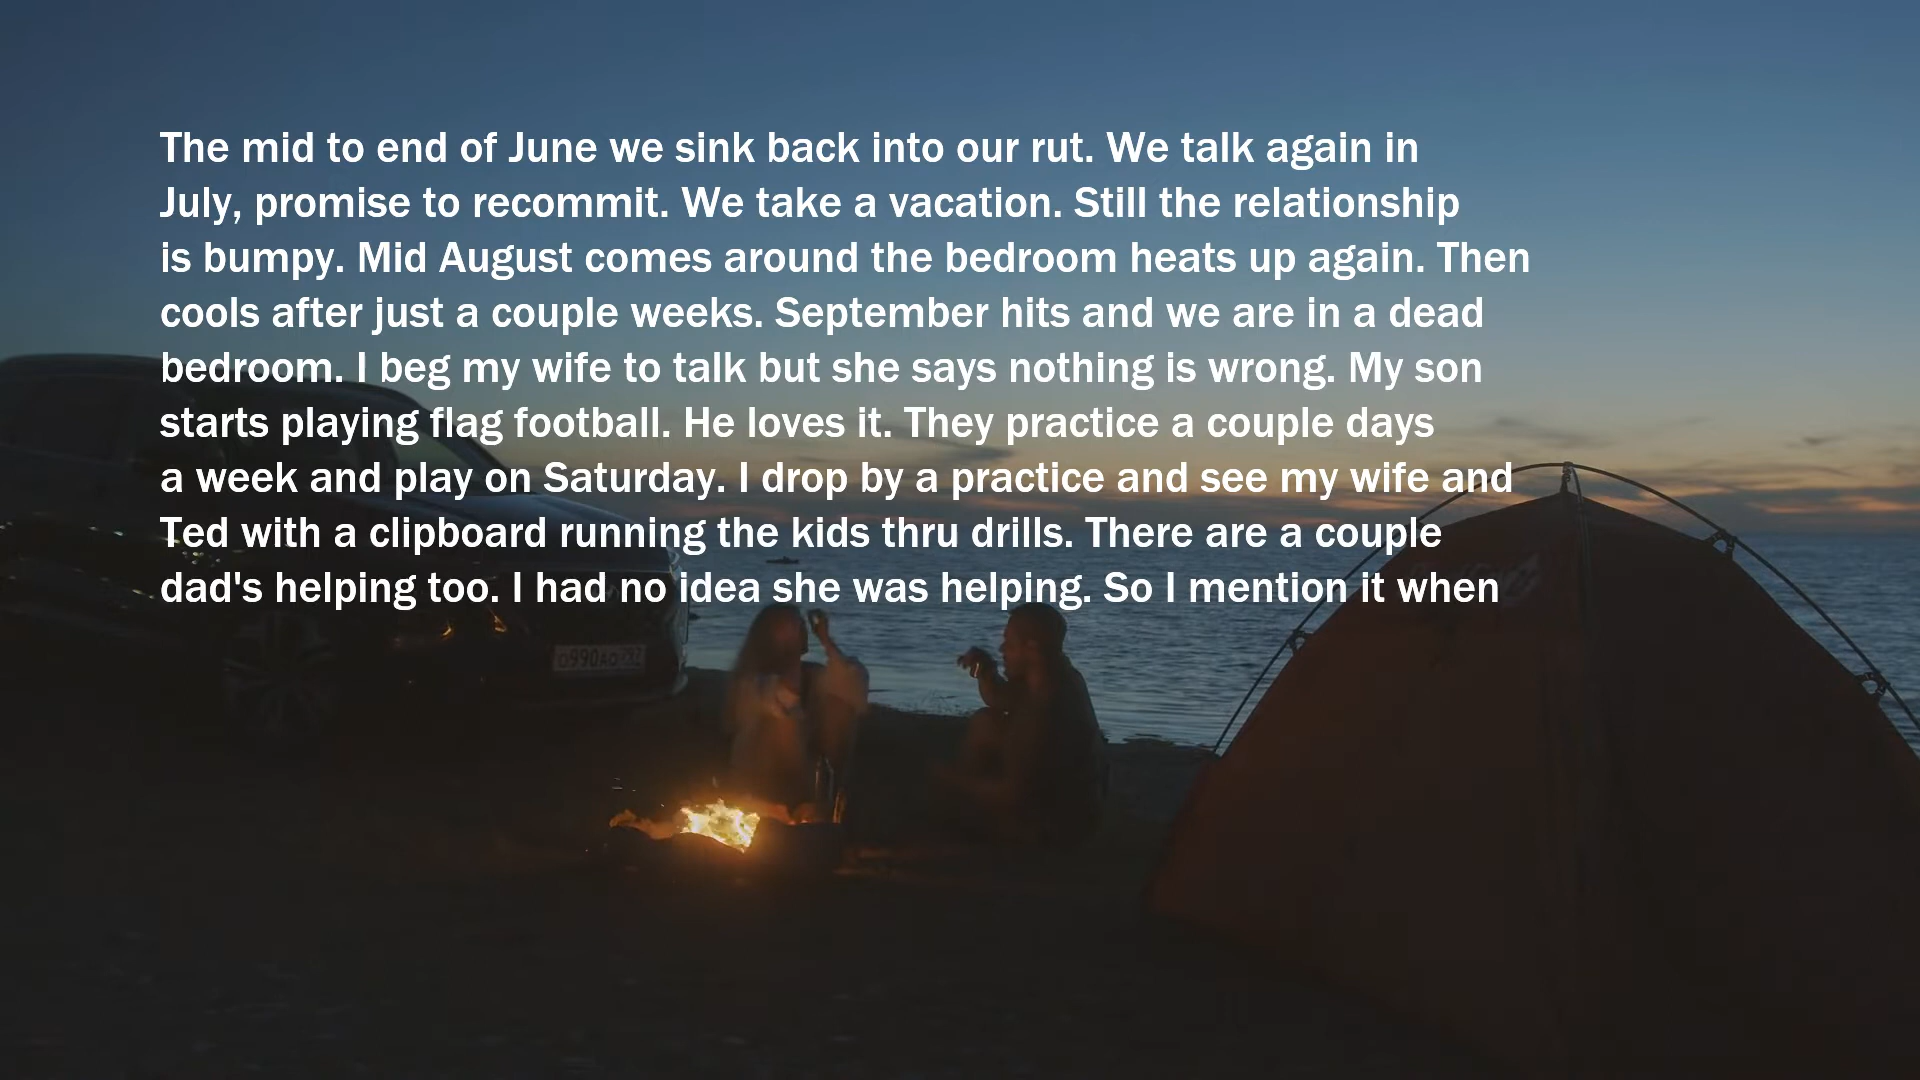 The mid to end of June we sink back into our rut. We talk again in
July, promise to recommit. We take a vacation. Still the relationship
is bumpy. Mid August comes around the bedroom heats up again. Then
cools after just a couple weeks. September hits and we are in a dead
bedroom. I beg my wife to talk but she says nothing is wrong. My son
starts playing flag football. He loves it. They practice a couple days
a week and play on Saturday. I drop by a practice and see my wife and
Ted with a clipboard running the kids thru drills. There are a couple
dad's helping too. I had no idea she was helping. So I mention it when